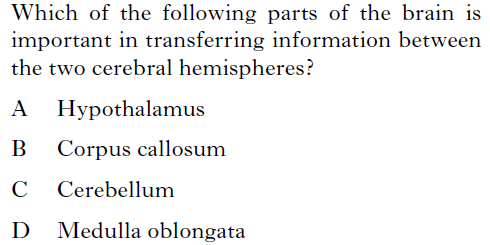 Which of the following parts of the brain is
important in transferring information between
the two cerebral hemispheres?
A Hypothalamus
B Corpus callosum
C Cerebellum
D Medulla oblongata